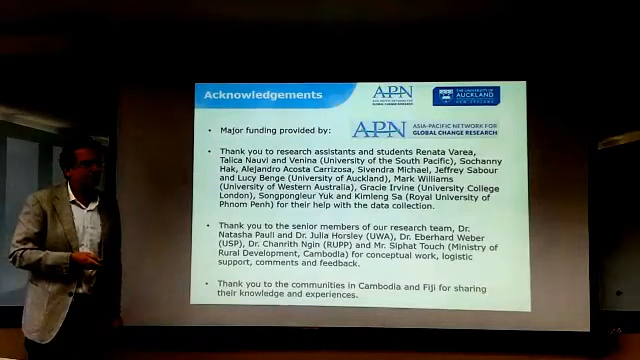 Acknowledgements
APN
ASIA-PACIFIC NETWORK FOR
GLOBAL CHANGE RESEARCH
THE UNIVERSITY OF
AUCKLAND
NEW ZEALAND
• Major funding provided by:
APN
ASIA-PACIFIC NETWORK FOR
GLOBAL CHANGE RESEARCH
• Thank you to research assistants and students Renata Varea,
Talica Nauvi and Venina (University of the South Pacific), Sochanny
Hak, Alejandro Acosta Carrizosa, Sivendra Michael, Jeffrey Sabour
and Lucy Benge (University of Auckland), Mark Williams
(University of Western Australia), Gracie Irvine (University College
London), Songpongleur Yuk and Kimleng Sa (Royal University of
Phnom Penh) for their help with the data collection.
• Thank you to the senior members of our research team, Dr.
Natasha Pauli and Dr. Julia Horsley (UWA), Dr. Eberhard Weber
(USP), Dr. Chanrith Ngin (RUPP) and Mr. Siphat Touch (Ministry of
Rural Development, Cambodia) for conceptual work, logistic
support, comments and feedback.
• Thank you to the communities in Cambodia and Fiji for sharing
their knowledge and experiences.